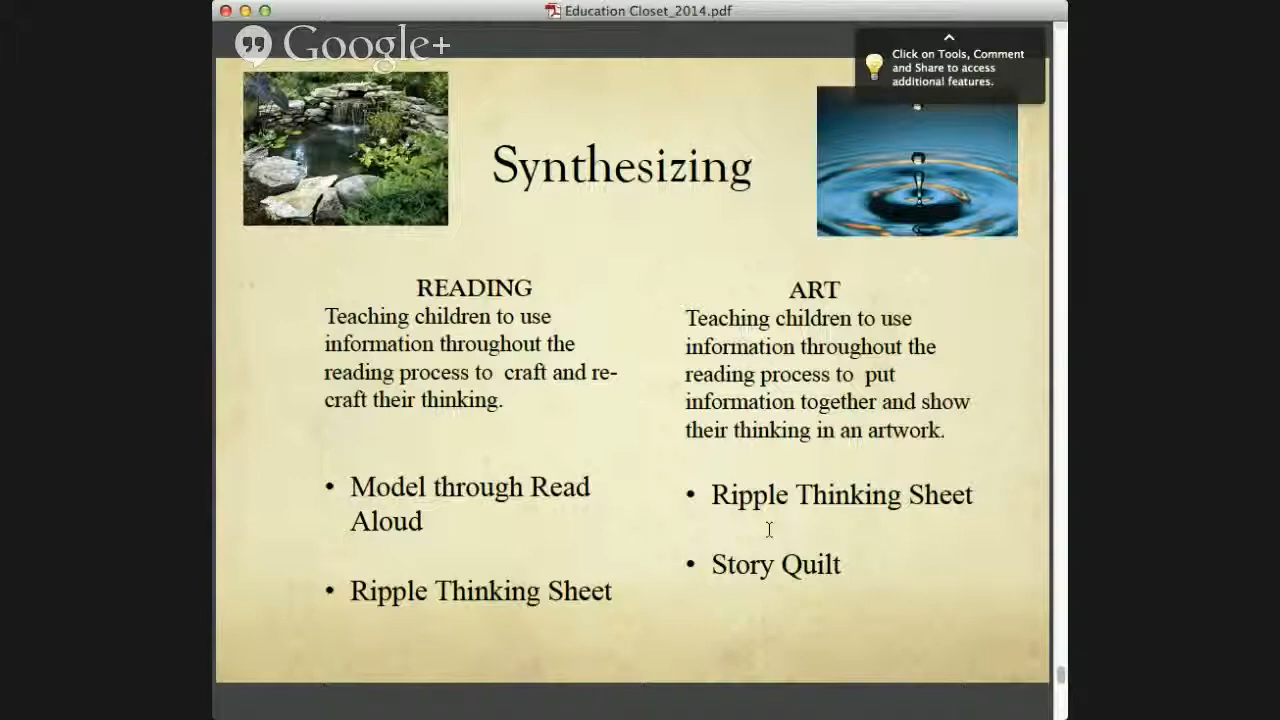 Education Closet_2014.pdf
Google+
Click on Tools, Comment
and Share to access
additional features.
Synthesizing
READING
Teaching children to use
information throughout the
reading process to craft and re-
craft their thinking.
• Model through Read
Aloud
• Ripple Thinking Sheet
ART
Teaching children to use
information throughout the
reading process to put
information together and show
their thinking in an artwork.
• Ripple Thinking Sheet
• Story Quilt